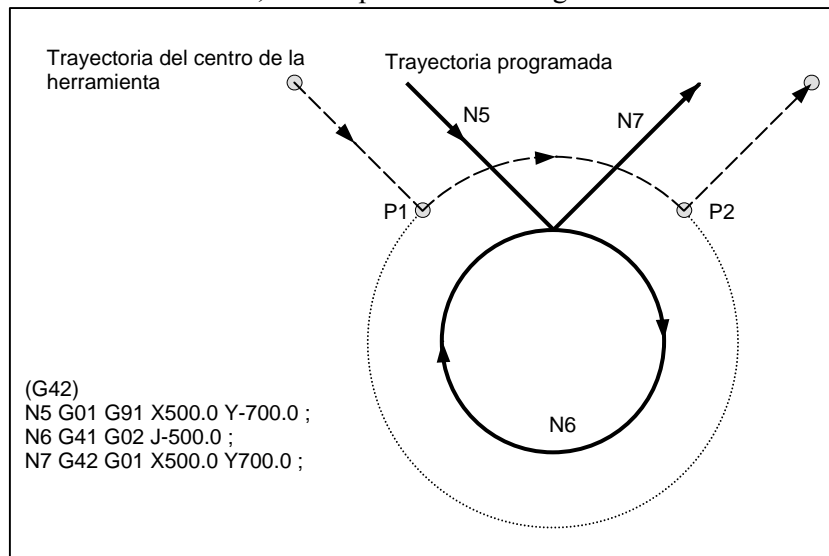 Trayectoria del centro de la
herramienta
Trayectoria programada
N5
N7
P1
P2
(G42)
N5 G01 G91 X500.0 Y-700.0 ;
N6 G41 G02 J-500.0 ;
N7 G42 G01 X500.0 Y700.0 ;
N6